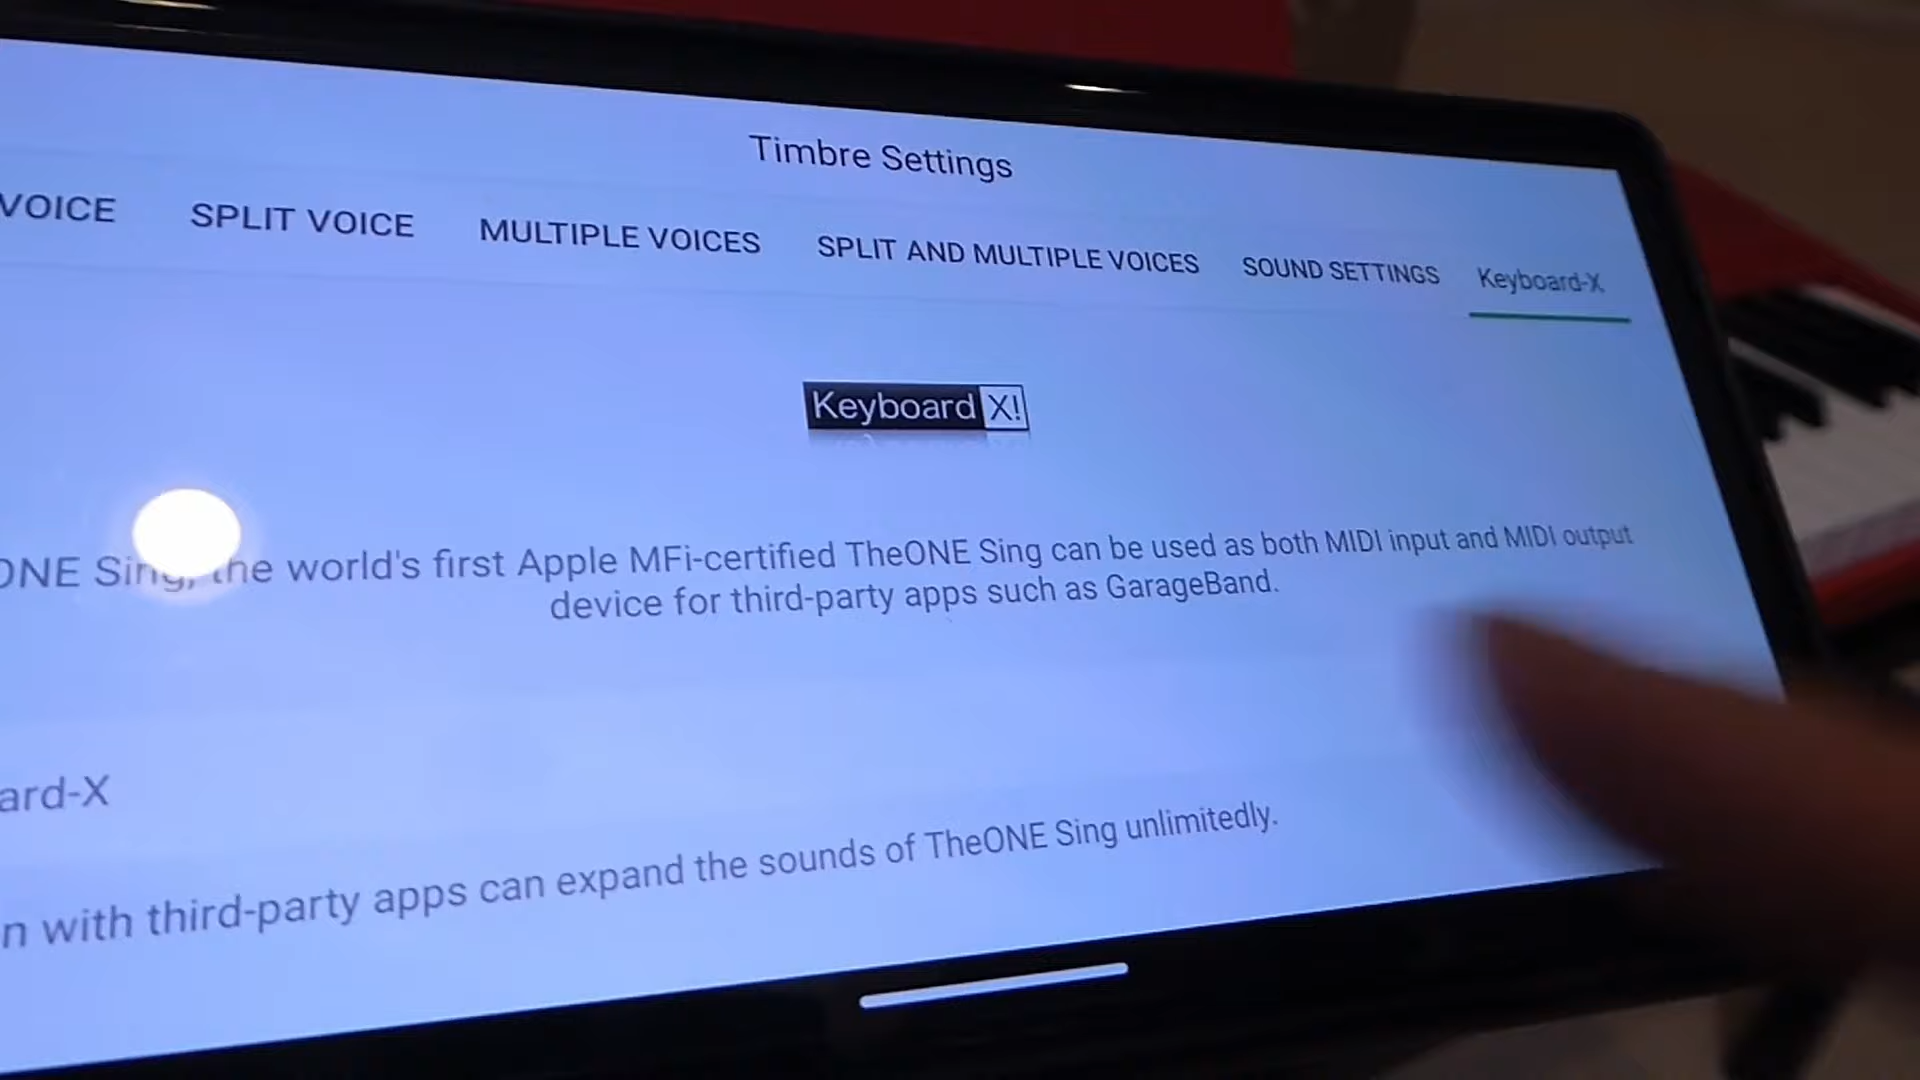 Timbre Settings
VOICE SPLIT VOICE MULTIPLE VOICES SPLIT AND MULTIPLE VOICES SOUND SETTINGS Keyboard-X
Keyboard X!
ONE Sing, the world's first Apple MFi-certified TheONE Sing can be used as both MIDI input and MIDI output
device for third-party apps such as GarageBand.
ard-X
n with third-party apps can expand the sounds of TheONE Sing unlimitedly.